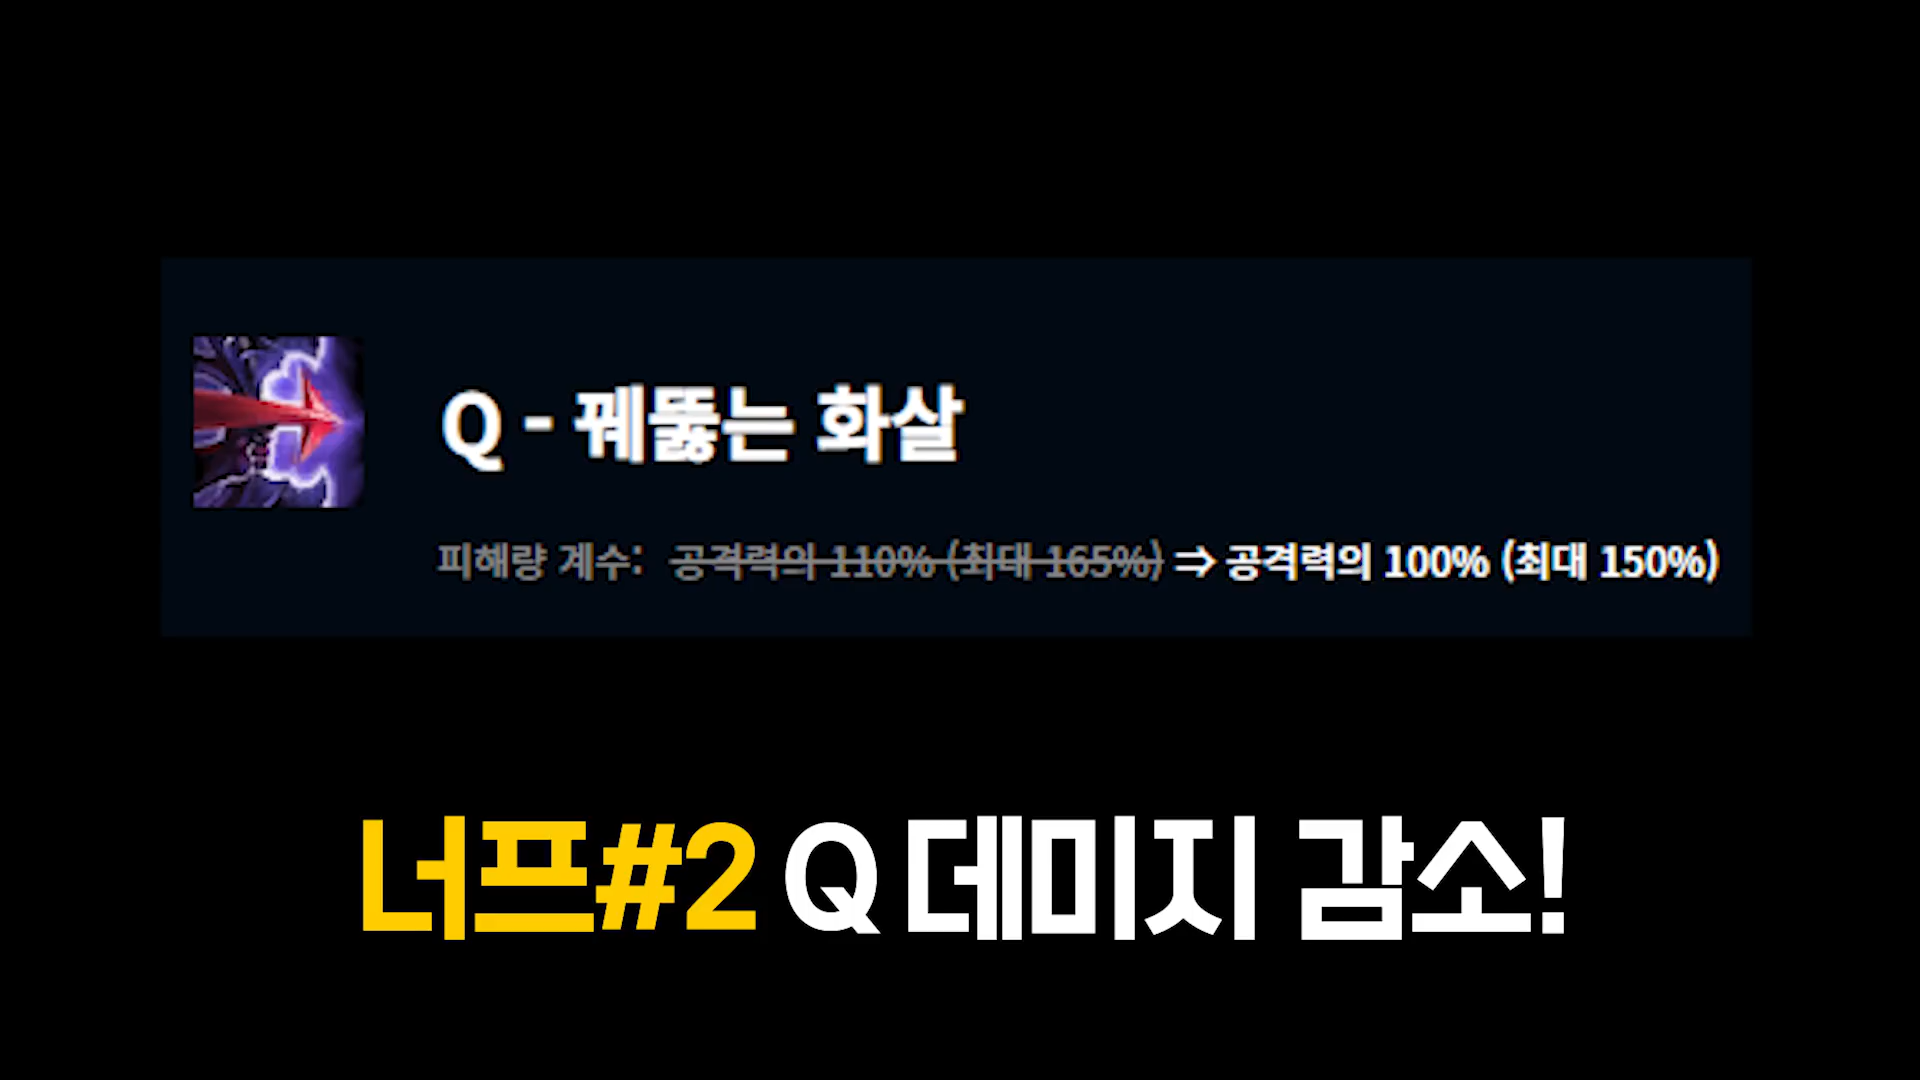 Q - 꿰뚫는 화살
피해량 계수: 공격력의 110% (최대 165%) ⇒ 공격력의 100% (최대 150%)
너프#2 Q 데미지 감소!